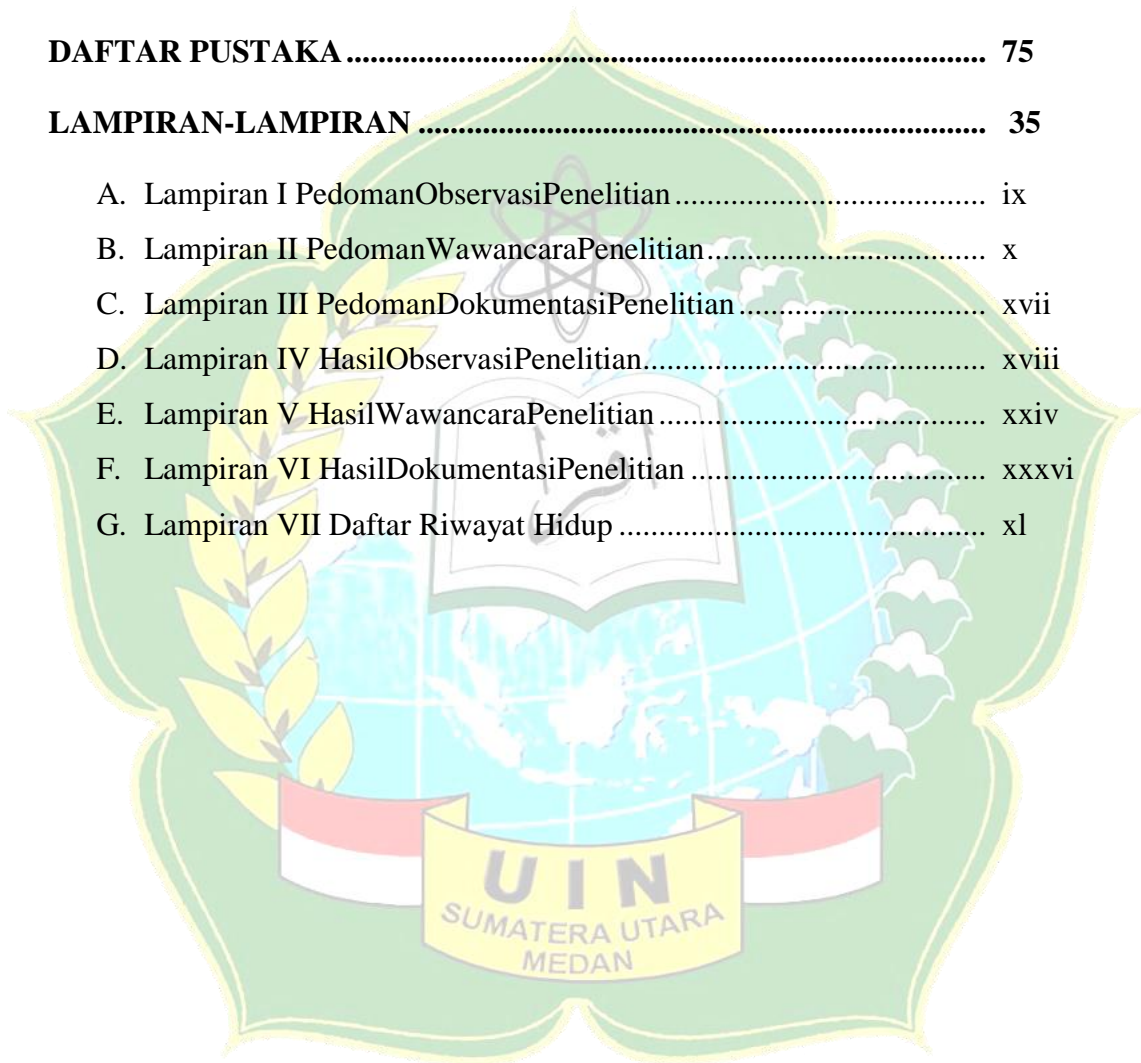 DAFTAR PUSTAKA ................................................................................ 75
LAMPIRAN-LAMPIRAN ....................................................................... 35
A. Lampiran I PedomanObservasiPenelitian ....................................... ix
B. Lampiran II PedomanWawancaraPenelitian ................................... x
C. Lampiran III PedomanDokumentasiPenelitian ............................... xvii
D. Lampiran IV HasilObservasiPenelitian........................................... xviii
E. Lampiran V HasilWawancaraPenelitian ......................................... xxiv
F. Lampiran VI HasilDokumentasiPenelitian ..................................... xxxvi
G. Lampiran VII Daftar Riwayat Hidup .............................................. xl
اقرأ
UIN
SUMATERA UTARA
MEDAN